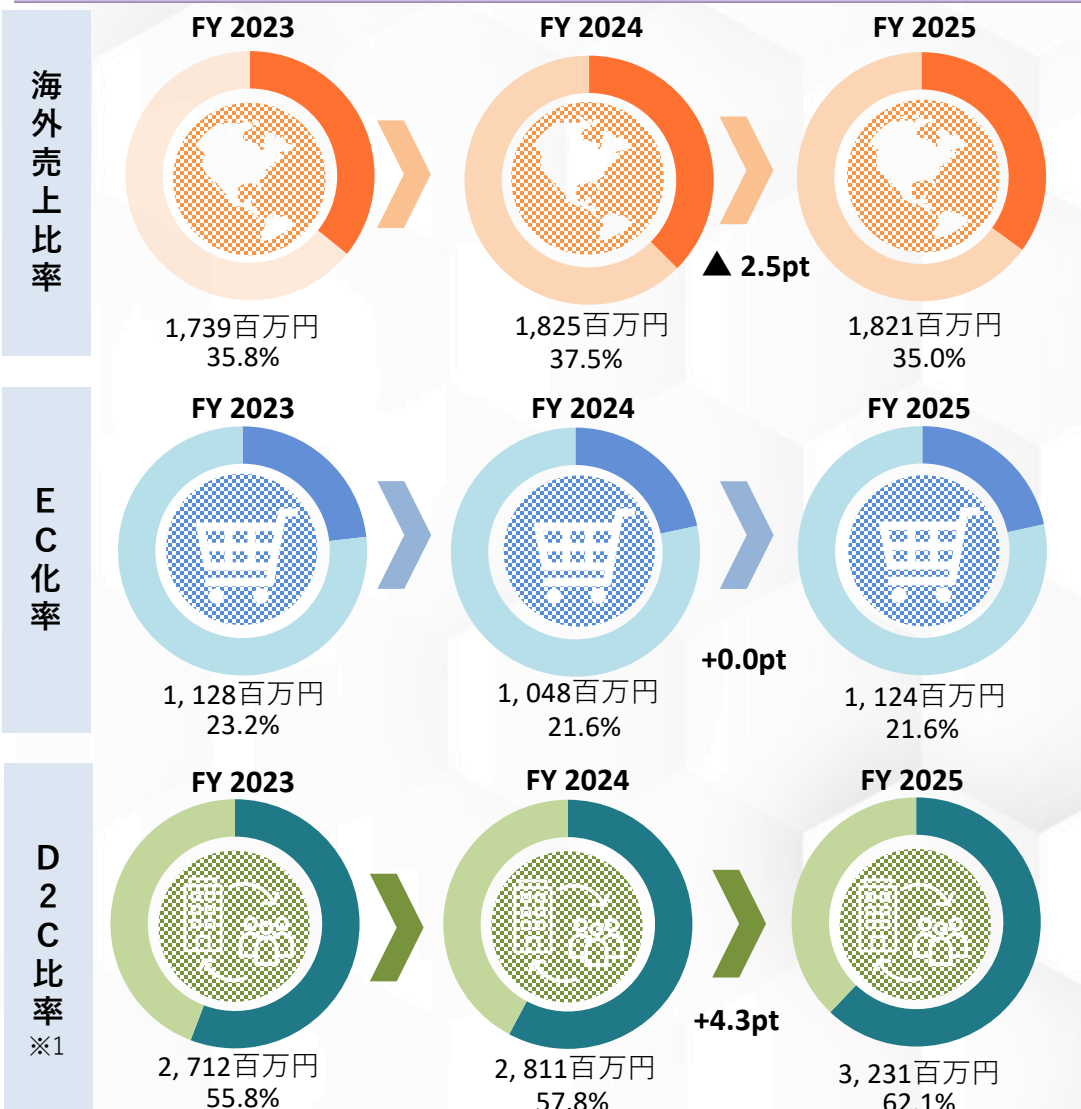 海外売上比率
FY 2023
FY 2024
FY 2025
▲ 2.5pt
1,739百万円
35.8%
1,825百万円
37.5%
1,821百万円
35.0%
EC化率
FY 2023
FY 2024
FY 2025
+0.0pt
1, 128百万円
23.2%
1, 048百万円
21.6%
1, 124百万円
21.6%
D2C比率
※1
FY 2023
FY 2024
FY 2025
+4.3pt
2, 712百万円
55.8%
2, 811百万円
57.8%
3, 231百万円
62.1%